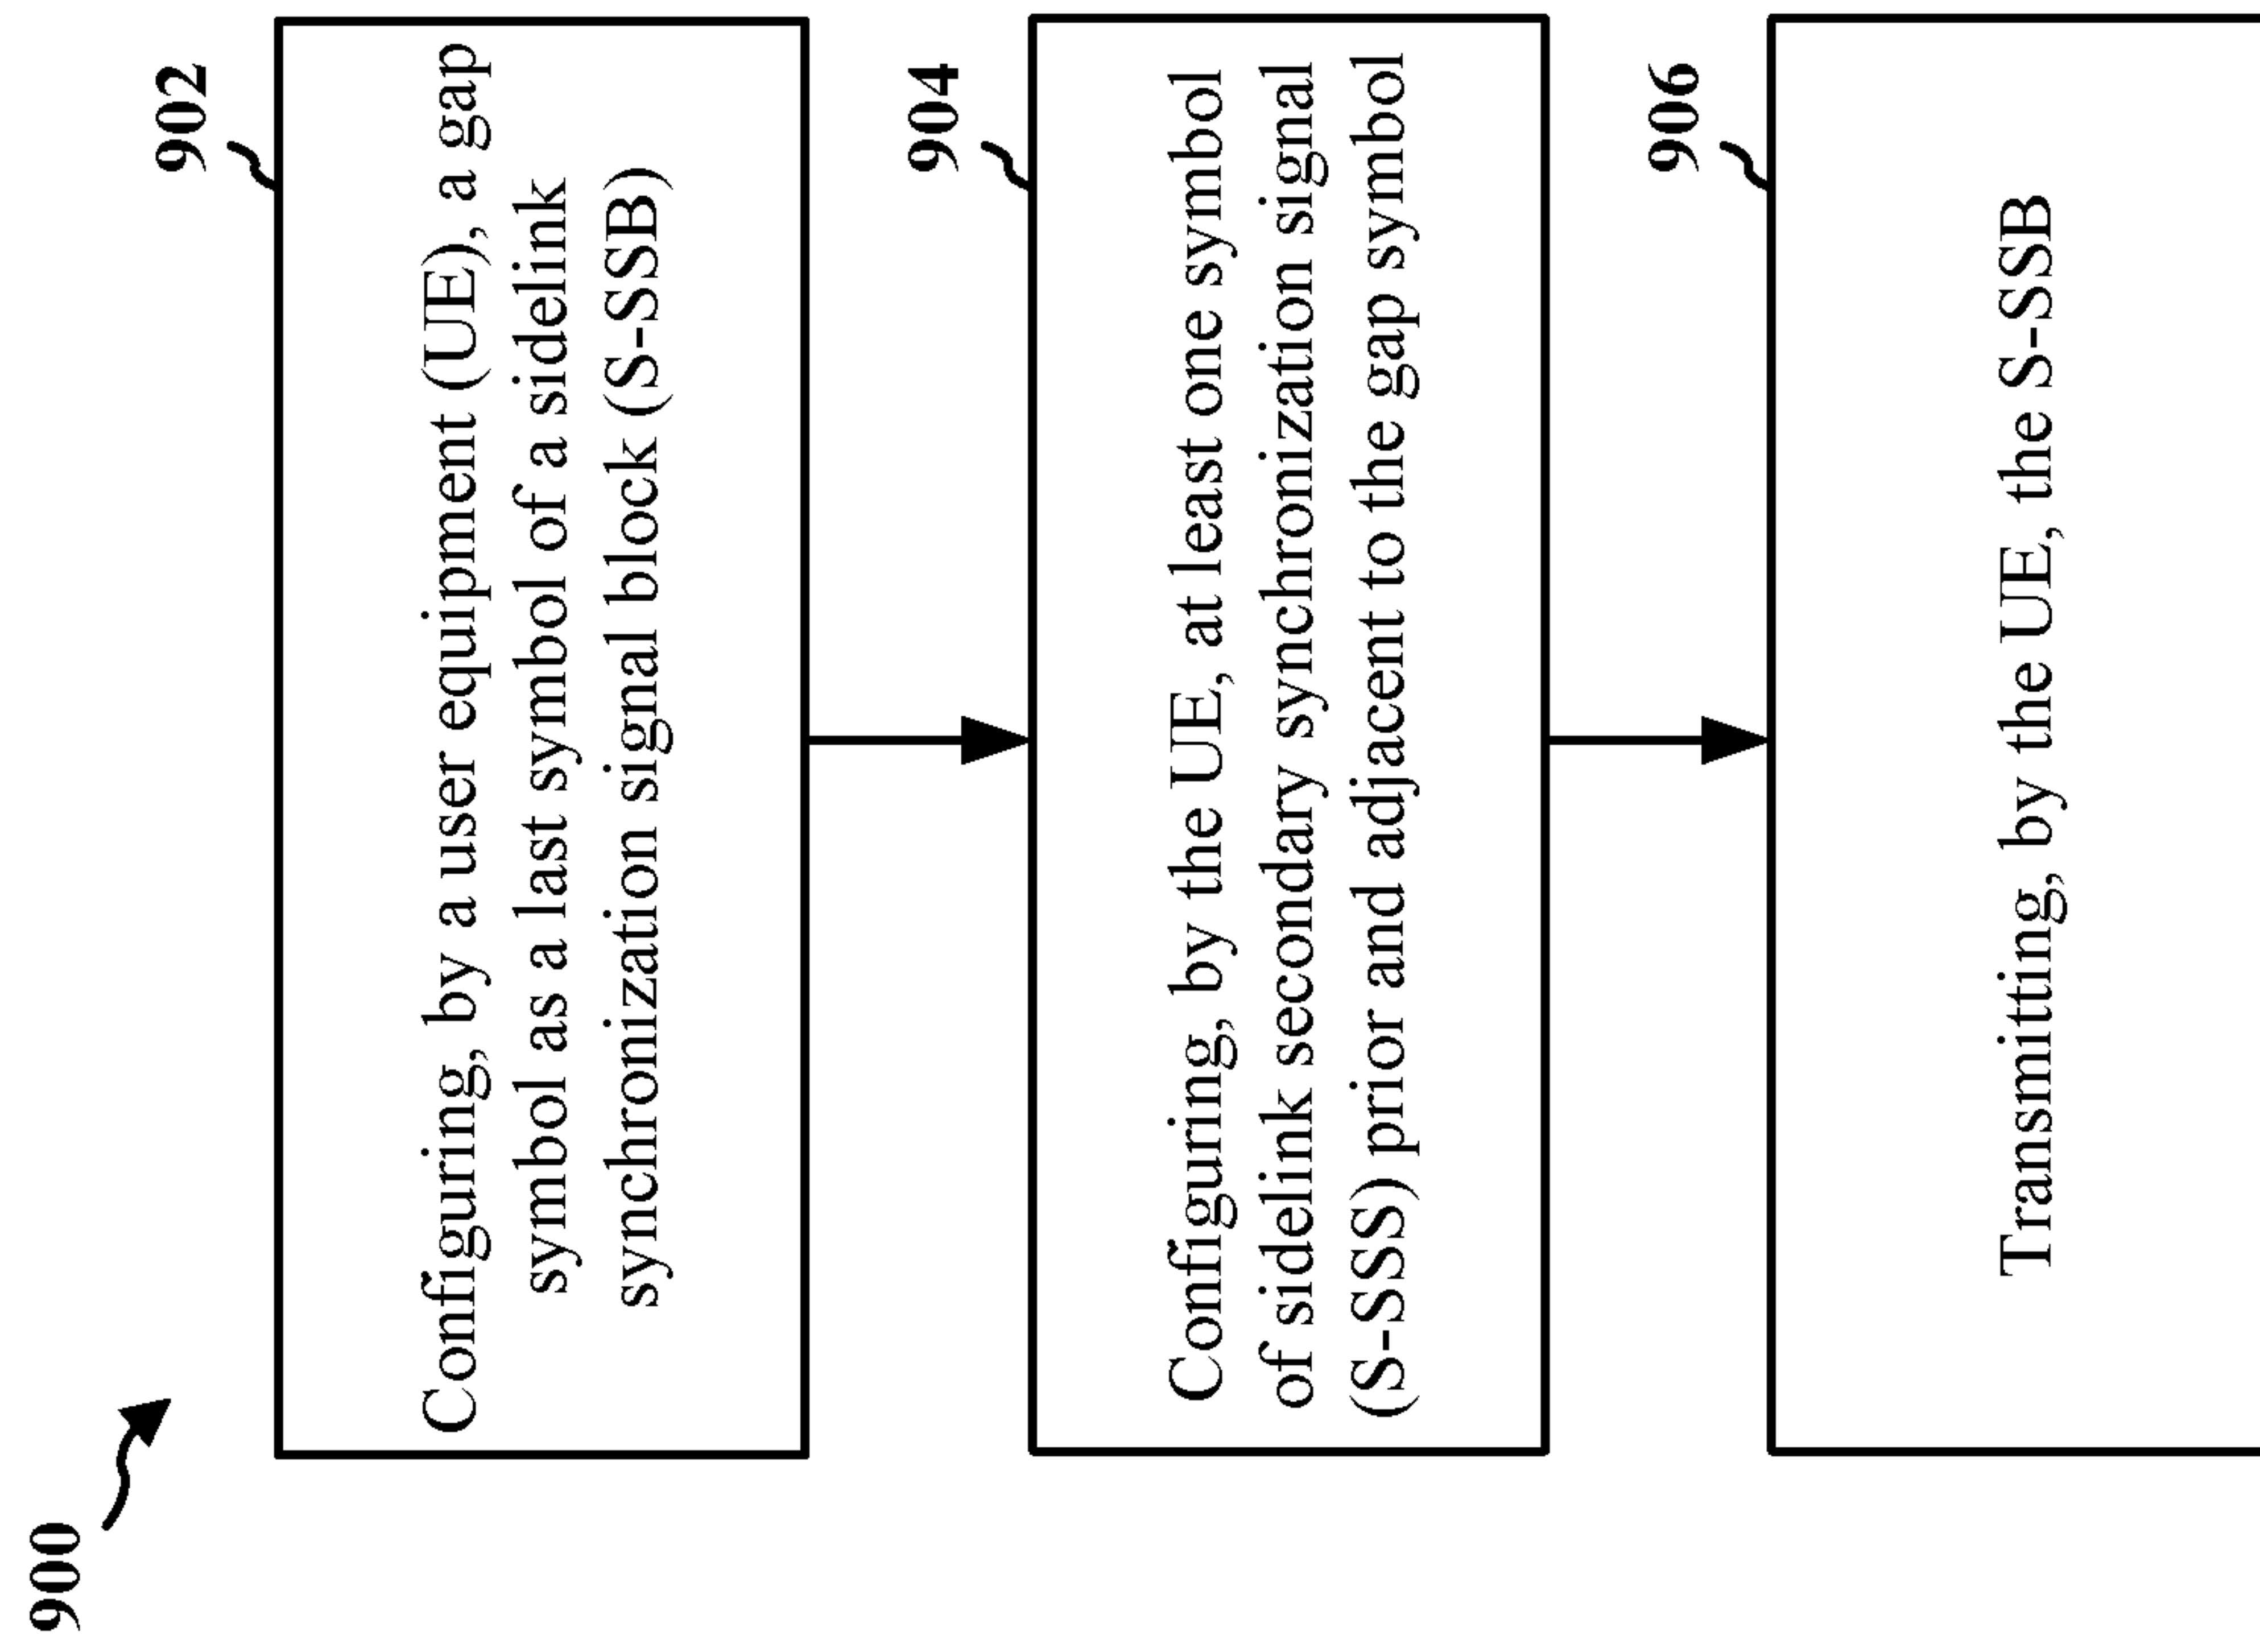 900
902
Configuring, by a user equipment (UE), a gap
symbol as a last symbol of a sidelink
synchronization signal block (S-SSB)
904
Configuring, by the UE, at least one symbol
of sidelink secondary synchronization signal
(S-SSS) prior and adjacent to the gap symbol
906
Transmitting, by the UE, the S-SSB